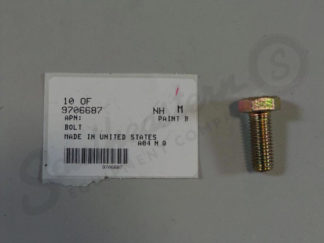 10 OF
9706687 NH M
APN: PAINT B
BOLT
MADE IN UNITED STATES
A04 M 0
9706687